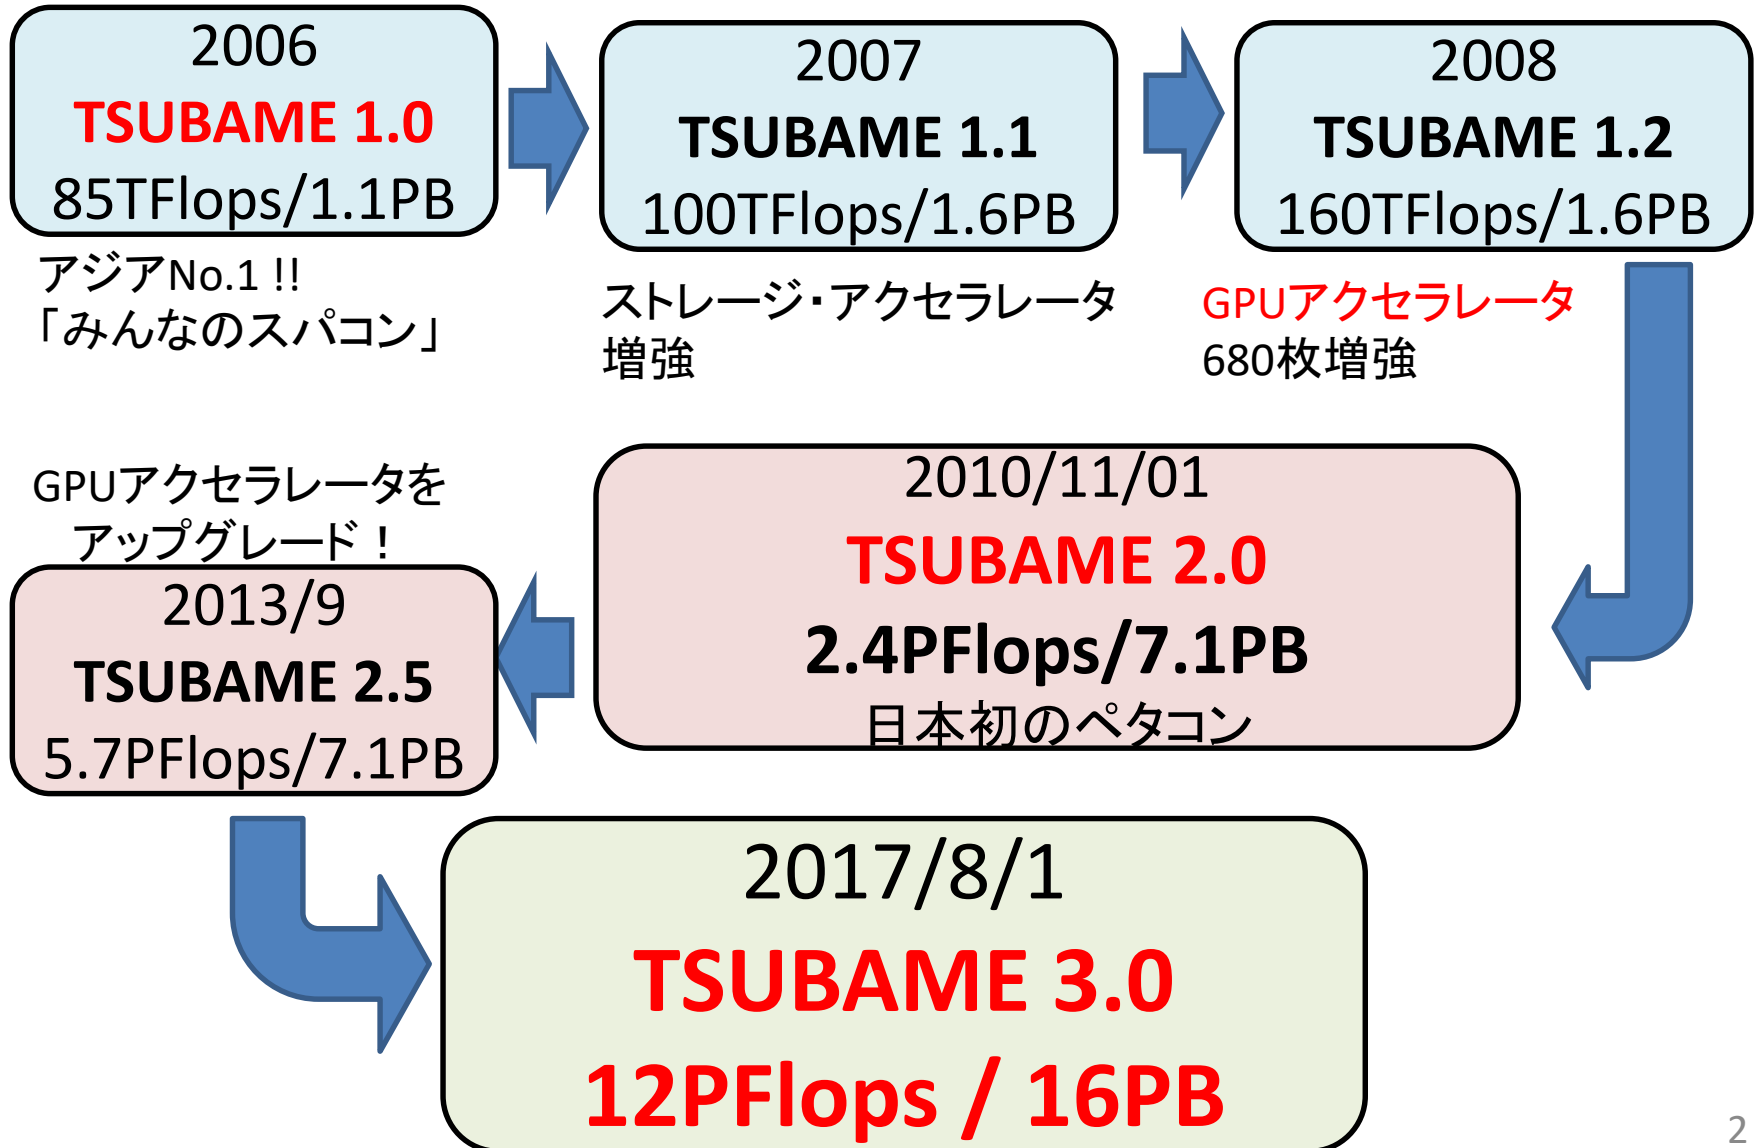 2006
TSUBAME 1.0
85TFlops/1.1PB
アジアNo.1 !!
「みんなのスパコン」
2007
TSUBAME 1.1
100TFlops/1.6PB
ストレージ・アクセラレータ
増強
2008
TSUBAME 1.2
160TFlops/1.6PB
GPUアクセラレータ
680枚増強
2010/11/01
TSUBAME 2.0
2.4PFlops/7.1PB
日本初のペタコン
GPUアクセラレータを
アップグレード！
2013/9
TSUBAME 2.5
5.7PFlops/7.1PB
2017/8/1
TSUBAME 3.0
12PFlops / 16PB
2